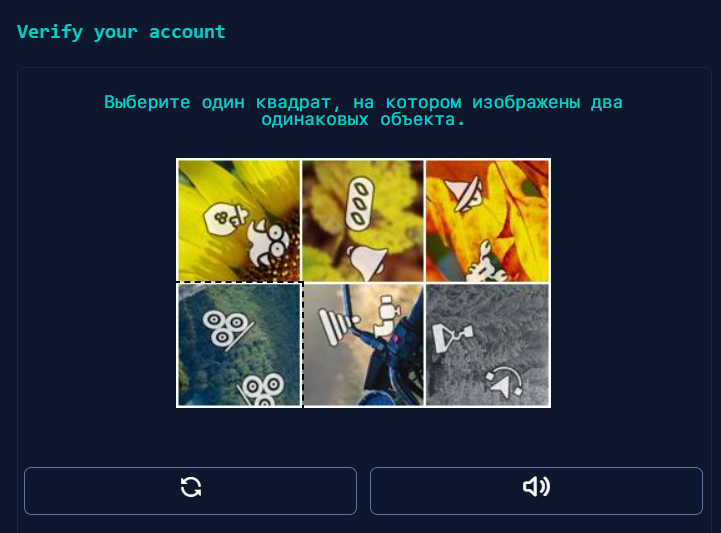 Verify your account
Выберите один квадрат, на котором изображены два
одинаковых объекта.